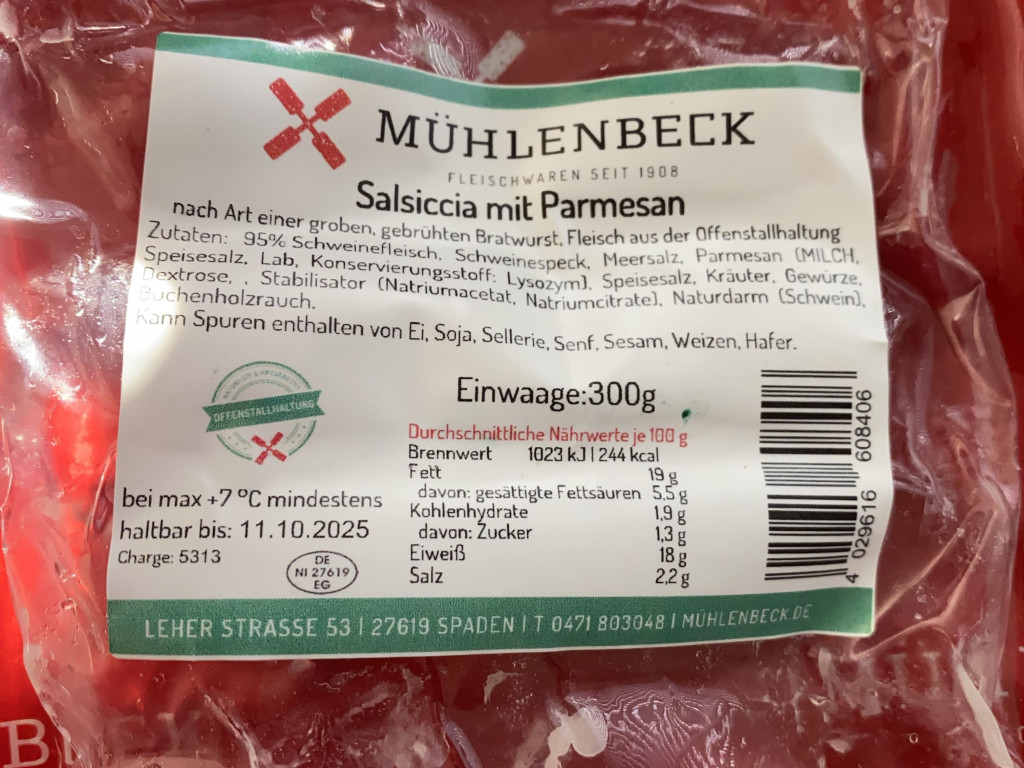 MÜHLENBECK
FLEISCHWAREN SEIT 1908
Salsiccia mit Parmesan
nach Art einer groben, gebrühten Bratwurst, Fleisch aus der Offenstallhaltung
Zutaten: 95% Schweinefleisch, Schweinespeck, Meersalz, Parmesan (MILCH,
Speisesalz, Lab, Konservierungsstoff: Lysozym), Speisesalz, Kräuter, Gewürze,
Dextrose, , Stabilisator (Natriumacetat, Natriumcitrate), Naturdarm (Schwein),
Buchenholzrauch.
Kann Spuren enthalten von Ei, Soja, Sellerie, Senf, Sesam, Weizen, Hafer.
OFFENSTALLHALTUNG
Einwaage:300g
Durchschnittliche Nährwerte je 100 g
Brennwert 1023 kJ | 244 kcal
Fett 19 g
davon: gesättigte Fettsäuren 5,5 g
Kohlenhydrate 1,9 g
davon: Zucker 1,3 g
Eiweiß 18 g
Salz 2,2 g
bei max +7 °C mindestens
haltbar bis: 11.10.2025
Charge: 5313
DE
NI 27619
EG
4 029616 608406
LEHER STRASSE 53 | 27619 SPADEN | T 0471 803048 | MÜHLENBECK.DE
B